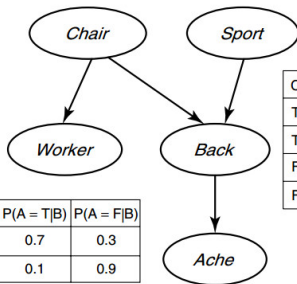 Chair
Sport
Worker
Back
C
T
T
F
F
P(A = T|B) P(A = F|B)
0.7 0.3
0.1 0.9
Ache